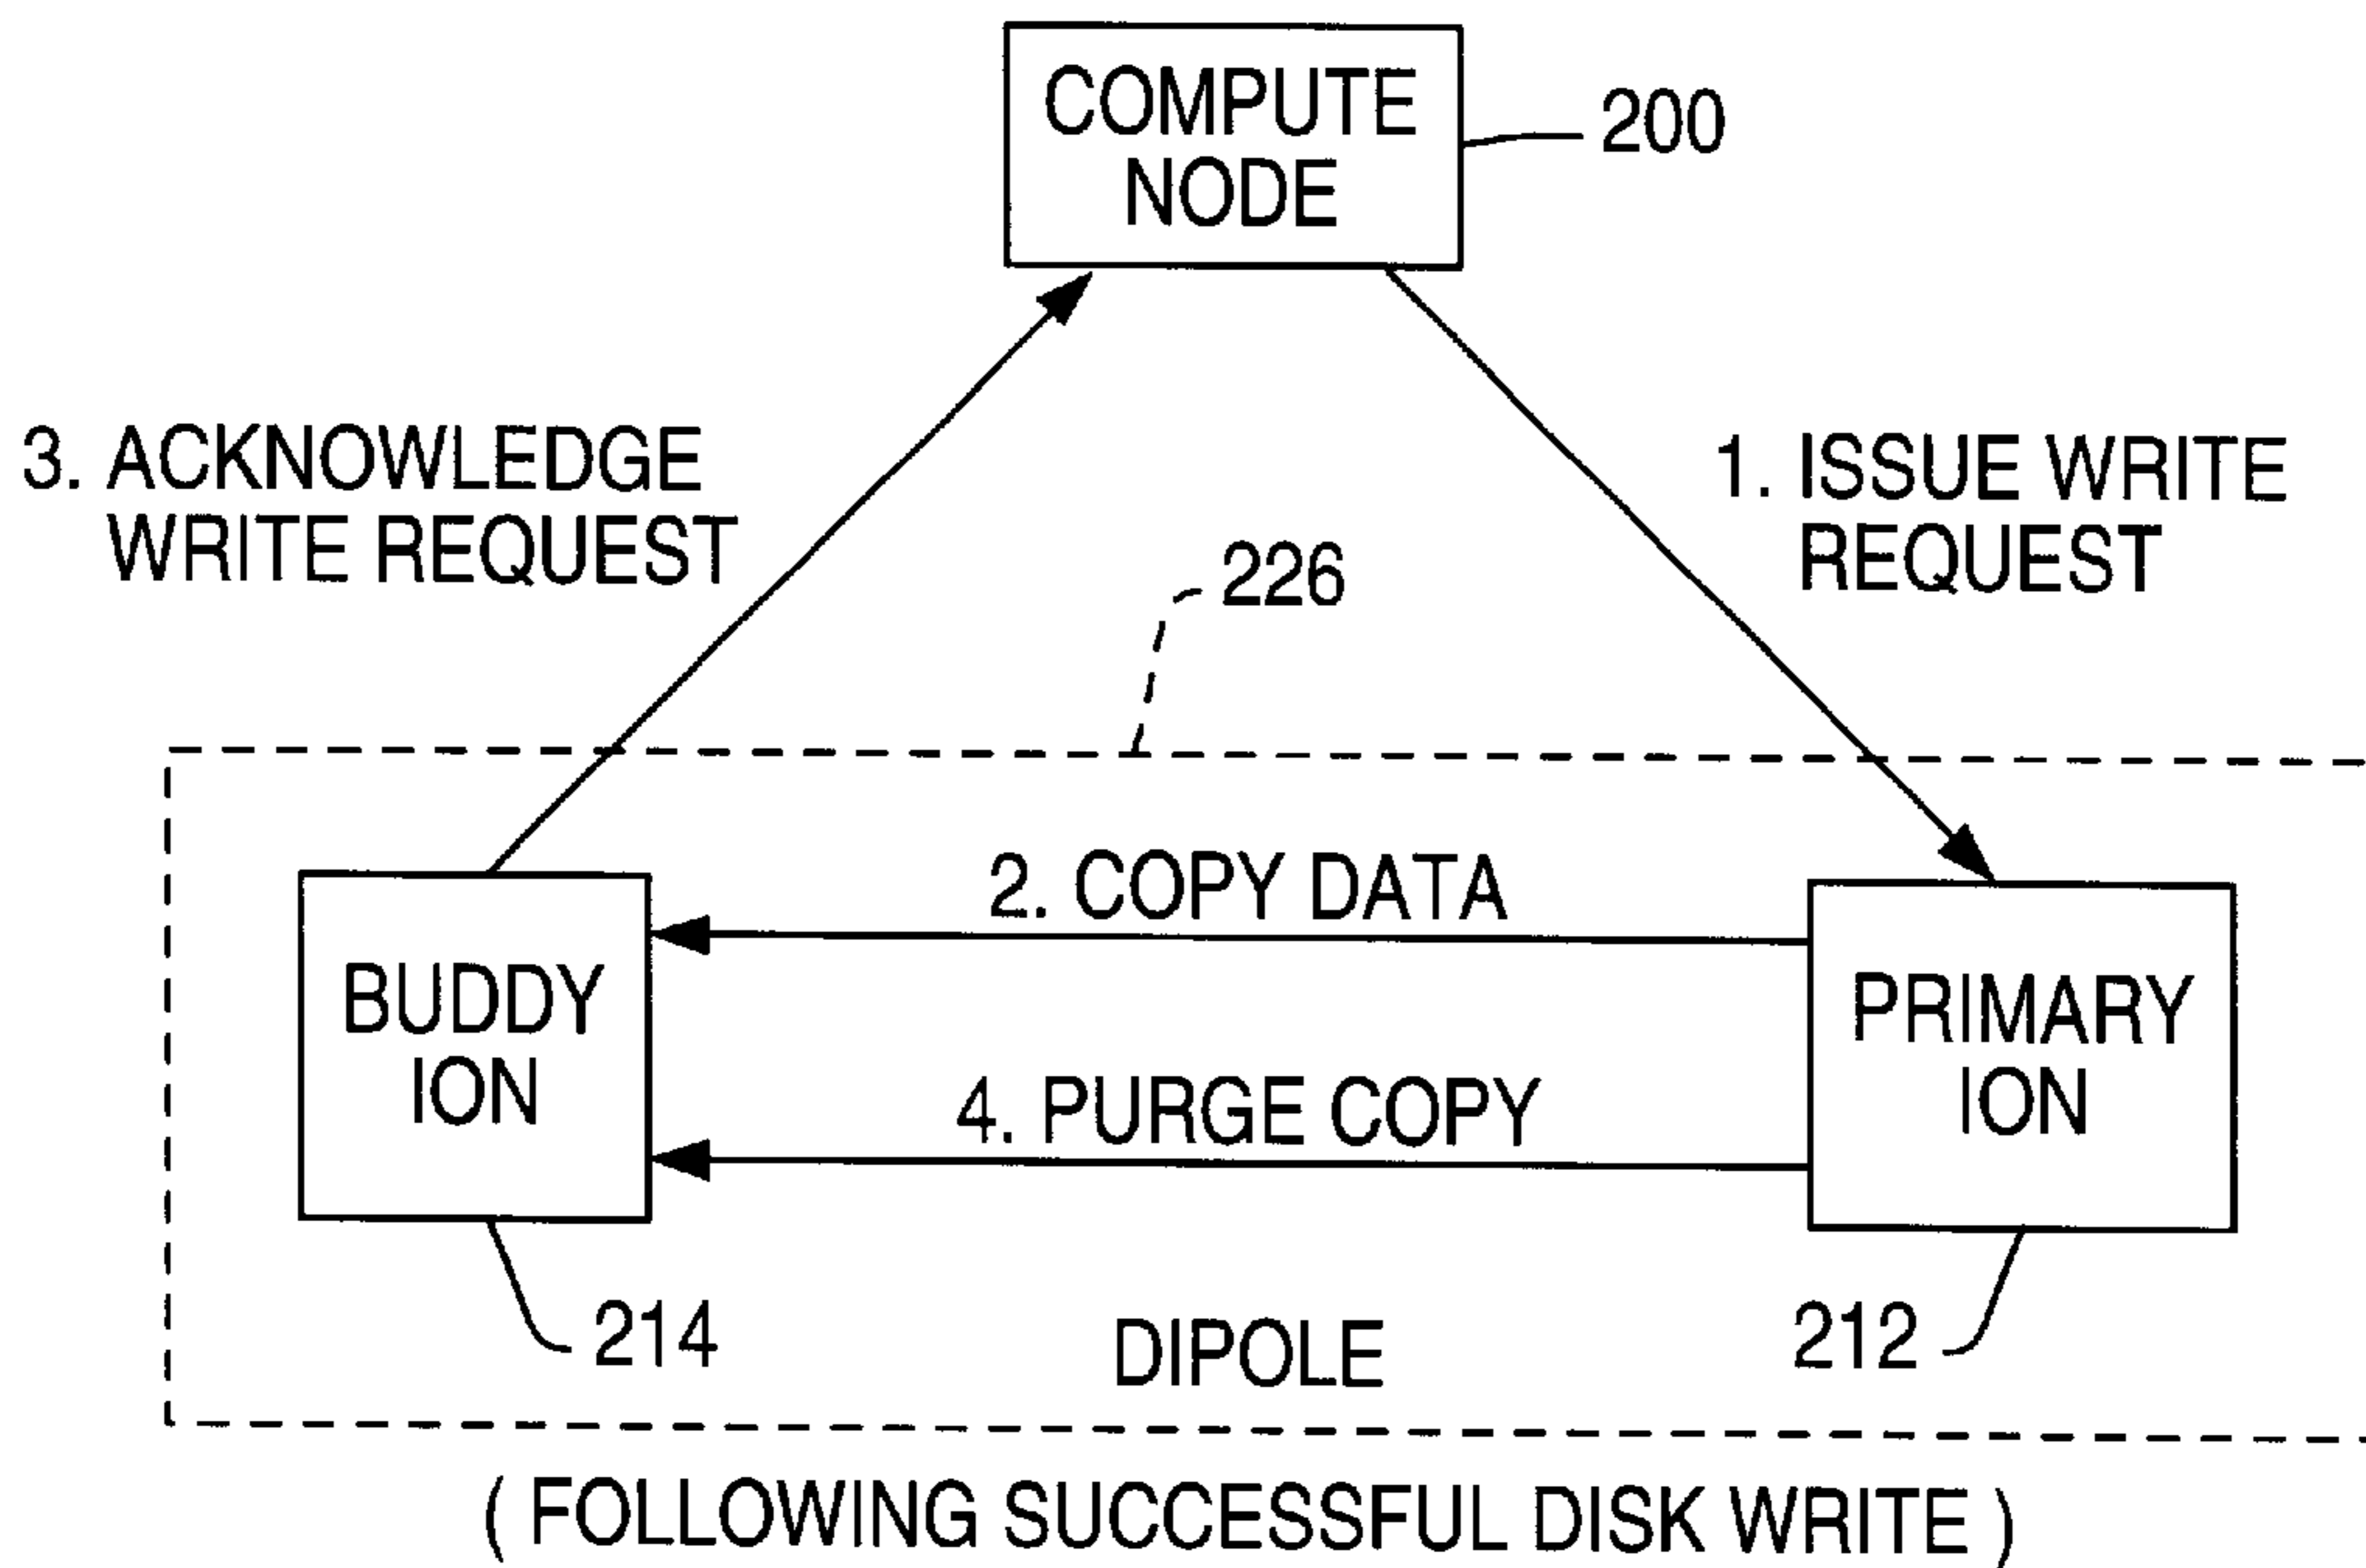 COMPUTE
NODE
200
3. ACKNOWLEDGE
WRITE REQUEST
1. ISSUE WRITE
REQUEST
226
2. COPY DATA
BUDDY
ION
PRIMARY
ION
4. PURGE COPY
214
DIPOLE
212
( FOLLOWING SUCCESSFUL DISK WRITE )